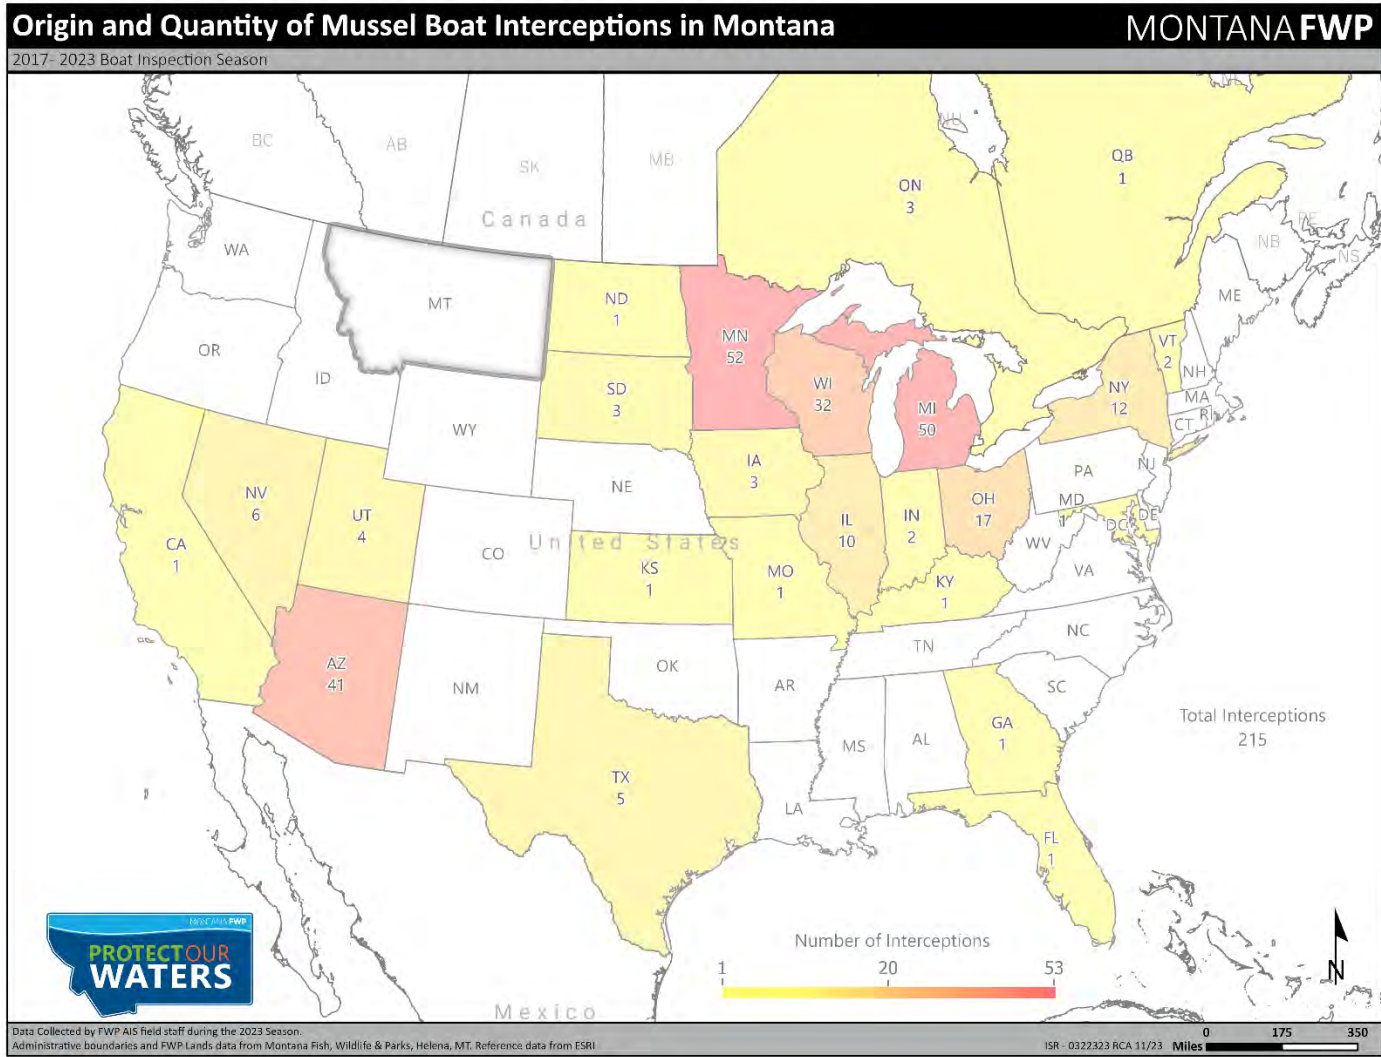 Origin and Quantity of Mussel Boat Interceptions in Montana
MONTANA FWP
2017- 2023 Boat Inspection Season
BC
AB
SK
MB
NU
ON
3
QB
1
NB
PE
NS
Canada
WA
MT
ND
1
MN
52
ME
OR
ID
SD
3
WI
32
MI
50
NY
12
VT
2
NH
MA
RI
CT
WY
NE
IA
3
IL
10
IN
2
OH
17
PA
NJ
MD
1
DC
DE
NV
6
UT
4
CA
1
CO
United States
KS
1
MO
1
KY
1
WV
VA
AZ
41
NM
OK
AR
TN
NC
SC
TX
5
LA
MS
AL
GA
1
FL
1
Total Interceptions
215
Number of Interceptions
1 20 53
N
MONTANA FWP
PROTECT OUR
WATERS
Mexico
Data Collected by FWP AIS field staff during the 2023 Season.
Administrative boundaries and FWP Lands data from Montana Fish, Wildlife & Parks, Helena, MT. Reference data from ESRI
ISR - 0322323 RCA 11/23
0 175 350
Miles